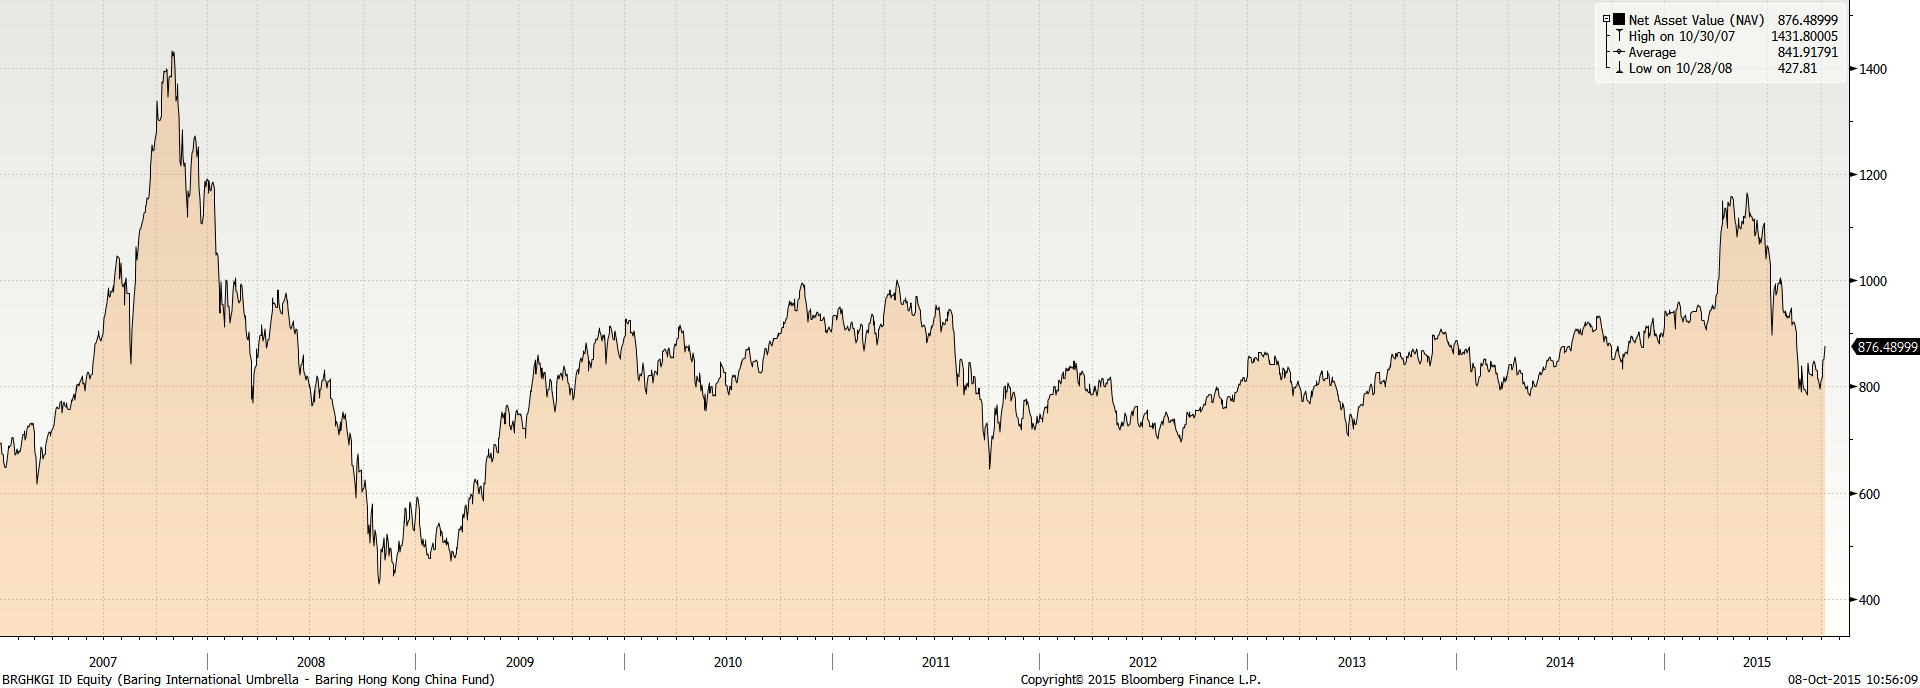 Net Asset Value (NAV) 876.48999
High on 10/30/07 1431.80005
Average 841.91791
Low on 10/28/08 427.81
1400
1200
1000
876.48999
800
600
400
2007 2008 2009 2010 2011 2012 2013 2014 2015
BRGHKGI ID Equity (Baring International Umbrella - Baring Hong Kong China Fund) Copyright© 2015 Bloomberg Finance L.P. 08-Oct-2015 10:56:09